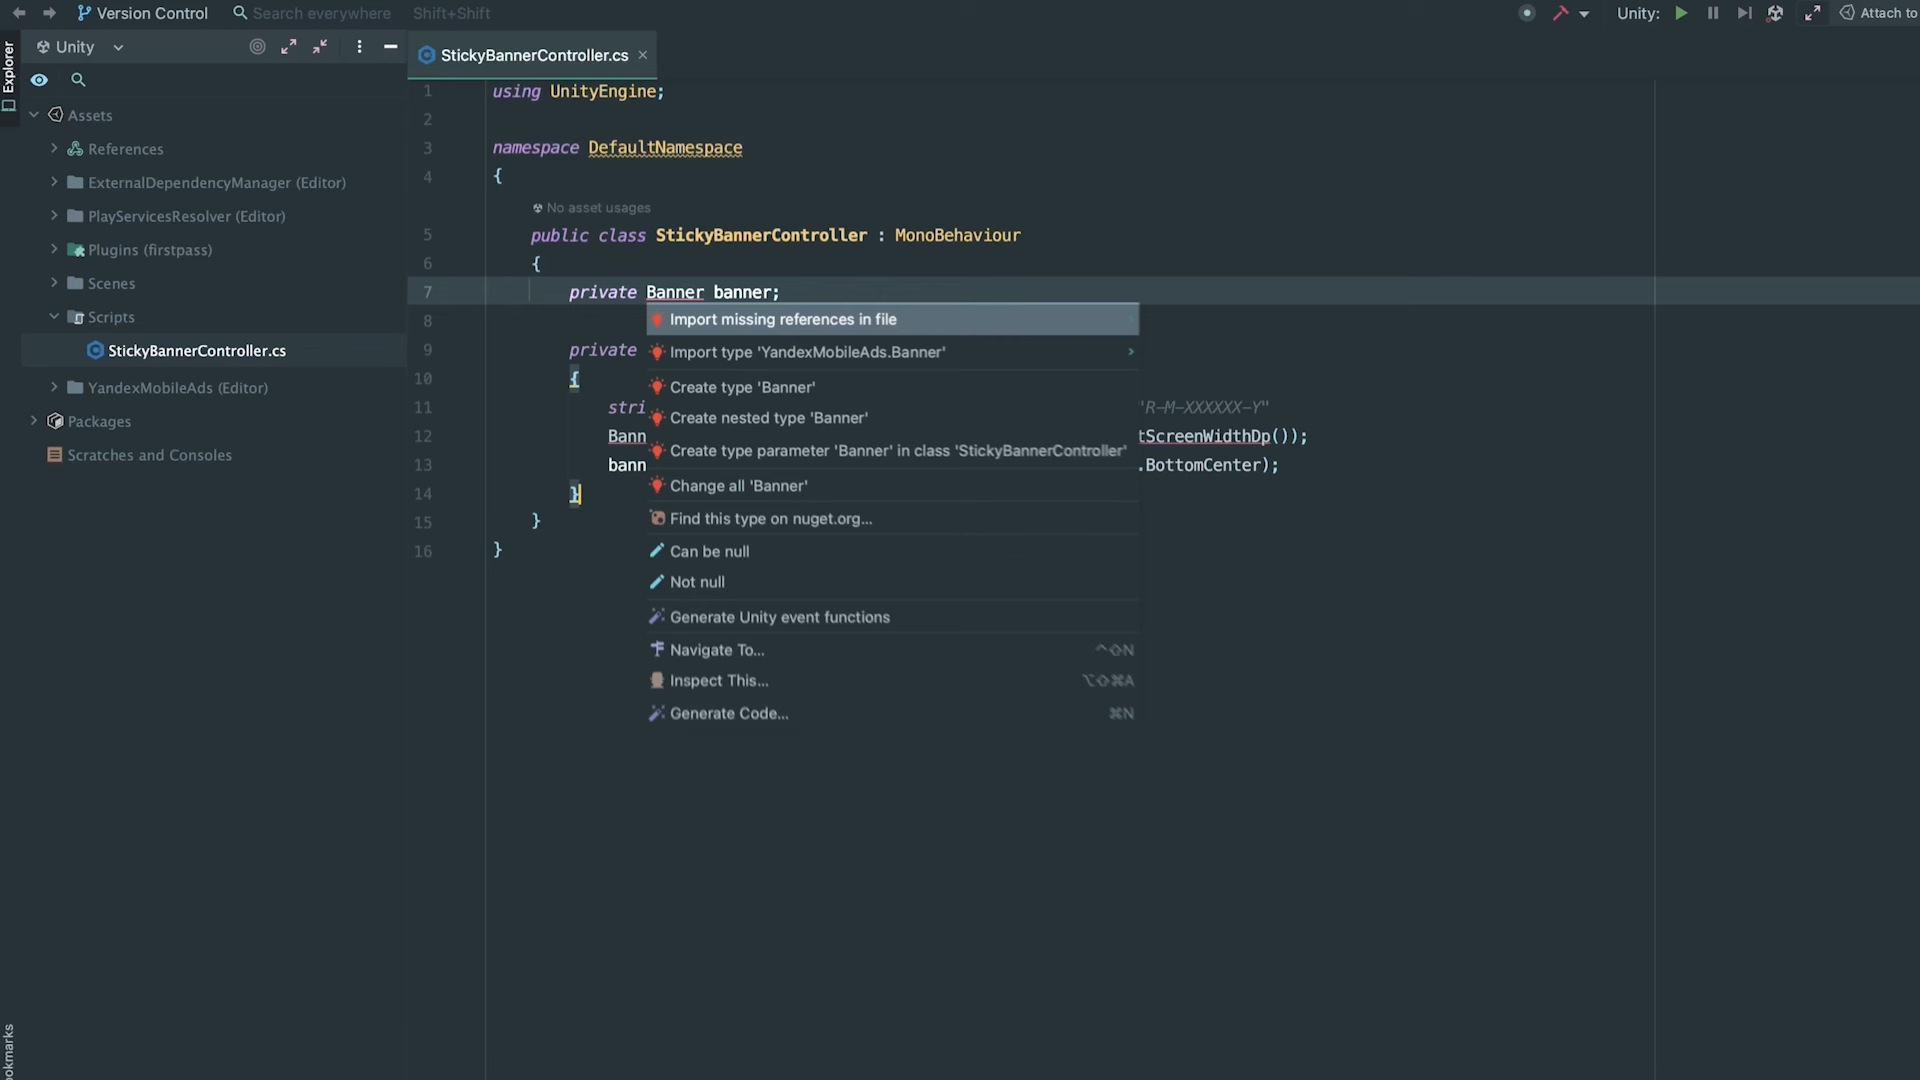 Version Control
Search everywhere
Shift+Shift
Unity:
Attach to
Explorer
Unity
StickyBannerController.cs
Assets
References
ExternalDependencyManager (Editor)
PlayServicesResolver (Editor)
Plugins (firstpass)
Scenes
Scripts
StickyBannerController.cs
YandexMobileAds (Editor)
Packages
Scratches and Consoles
1 using UnityEngine;
2
3 namespace DefaultNamespace
4 {
No asset usages
5 public class StickyBannerController : MonoBehaviour
6 {
7 private Banner banner;
8
9 private
10 {
11 stri "R-M-XXXXXX-Y"
12 Bann tScreenWidthDp());
13 bann .BottomCenter);
14 }
15 }
16 }
Import missing references in file
Import type 'YandexMobileAds.Banner'
Create type 'Banner'
Create nested type 'Banner'
Create type parameter 'Banner' in class 'StickyBannerController'
Change all 'Banner'
Find this type on nuget.org...
Can be null
Not null
Generate Unity event functions
Navigate To... ^⇧N
Inspect This... ⌥⇧⌘A
Generate Code... ⌘N
okmarks